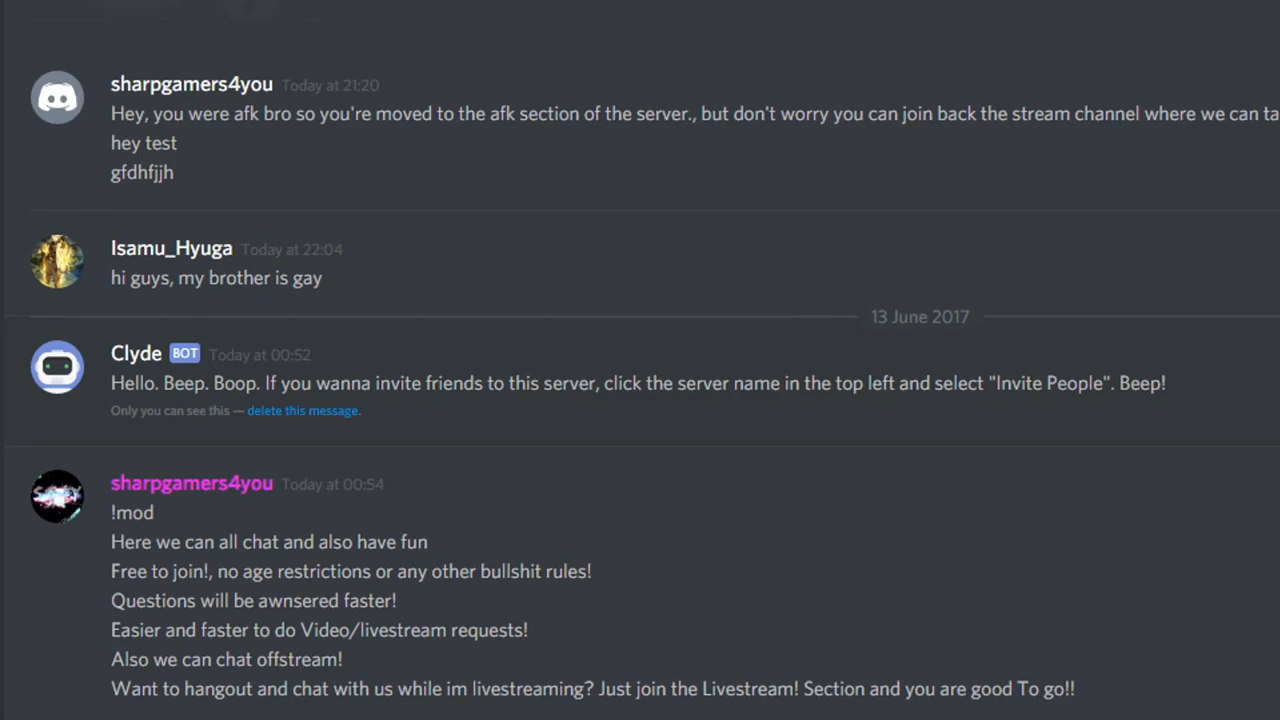 sharpgamers4you Today at 21:20
Hey, you were afk bro so you're moved to the afk section of the server., but don't worry you can join back the stream channel where we can ta
hey test
gfdhfjjh
Isamu_Hyuga Today at 22:04
hi guys, my brother is gay
13 June 2017
Clyde BOT Today at 00:52
Hello. Beep. Boop. If you wanna invite friends to this server, click the server name in the top left and select "Invite People". Beep!
Only you can see this — delete this message.
sharpgamers4you Today at 00:54
!mod
Here we can all chat and also have fun
Free to join!, no age restrictions or any other bullshit rules!
Questions will be awnsered faster!
Easier and faster to do Video/livestream requests!
Also we can chat offstream!
Want to hangout and chat with us while im livestreaming? Just join the Livestream! Section and you are good To go!!